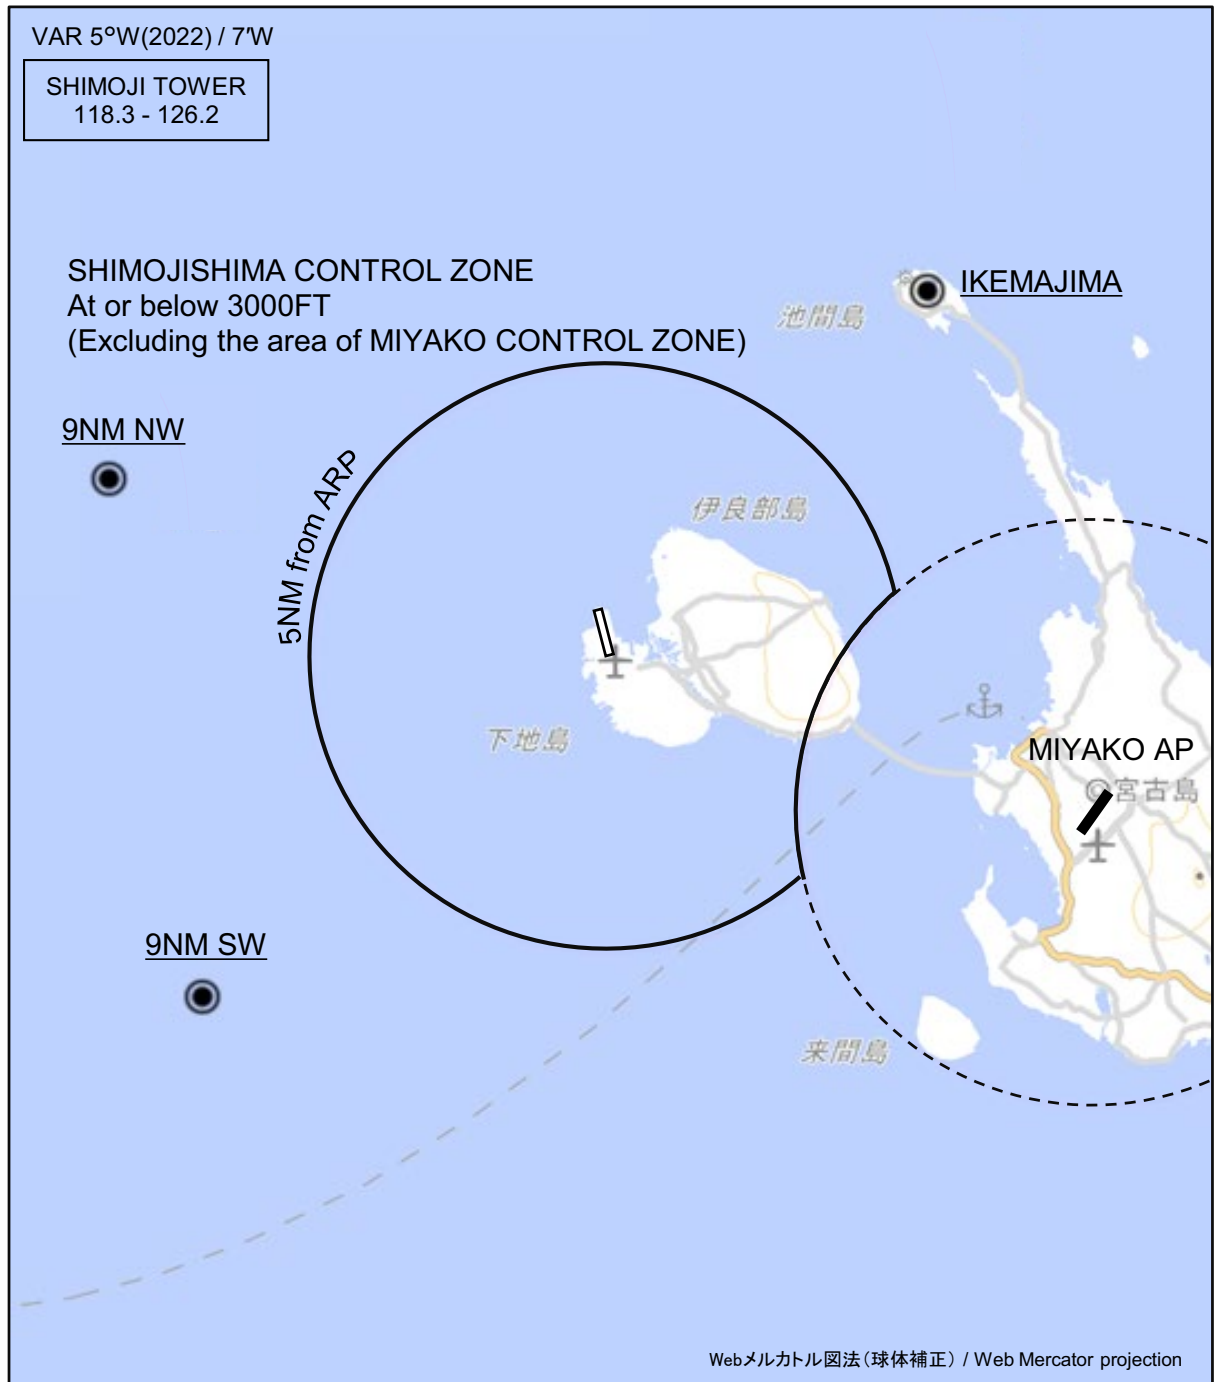 VAR 5°W(2022) / 7'W
SHIMOJI TOWER
118.3 - 126.2
SHIMOJISHIMA CONTROL ZONE
At or below 3000FT
(Excluding the area of MIYAKO CONTROL ZONE)
IKEMAJIMA
池間島
9NM NW
5NM from ARP
伊良部島
下地島
MIYAKO AP
宮古島
9NM SW
来間島
Webメルカトル図法(球体補正) / Web Mercator projection